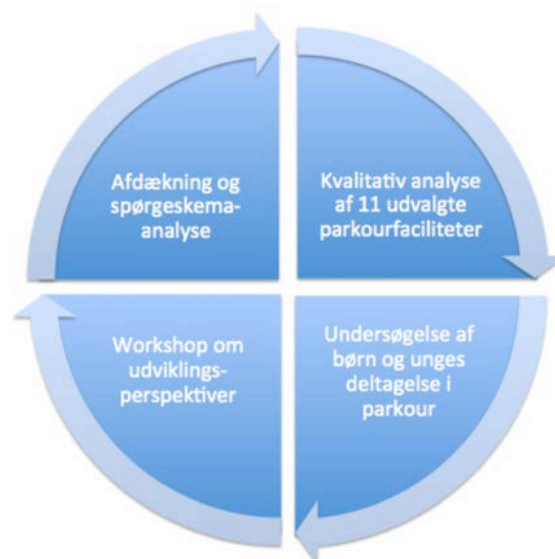 Afdækning og
spørgeskema-
analyse
Kvalitativ analyse
af 11 udvalgte
parkourfaciliteter
Undersøgelse af
børn og unges
deltagelse i
parkour
Workshop om
udviklings-
perspektiver